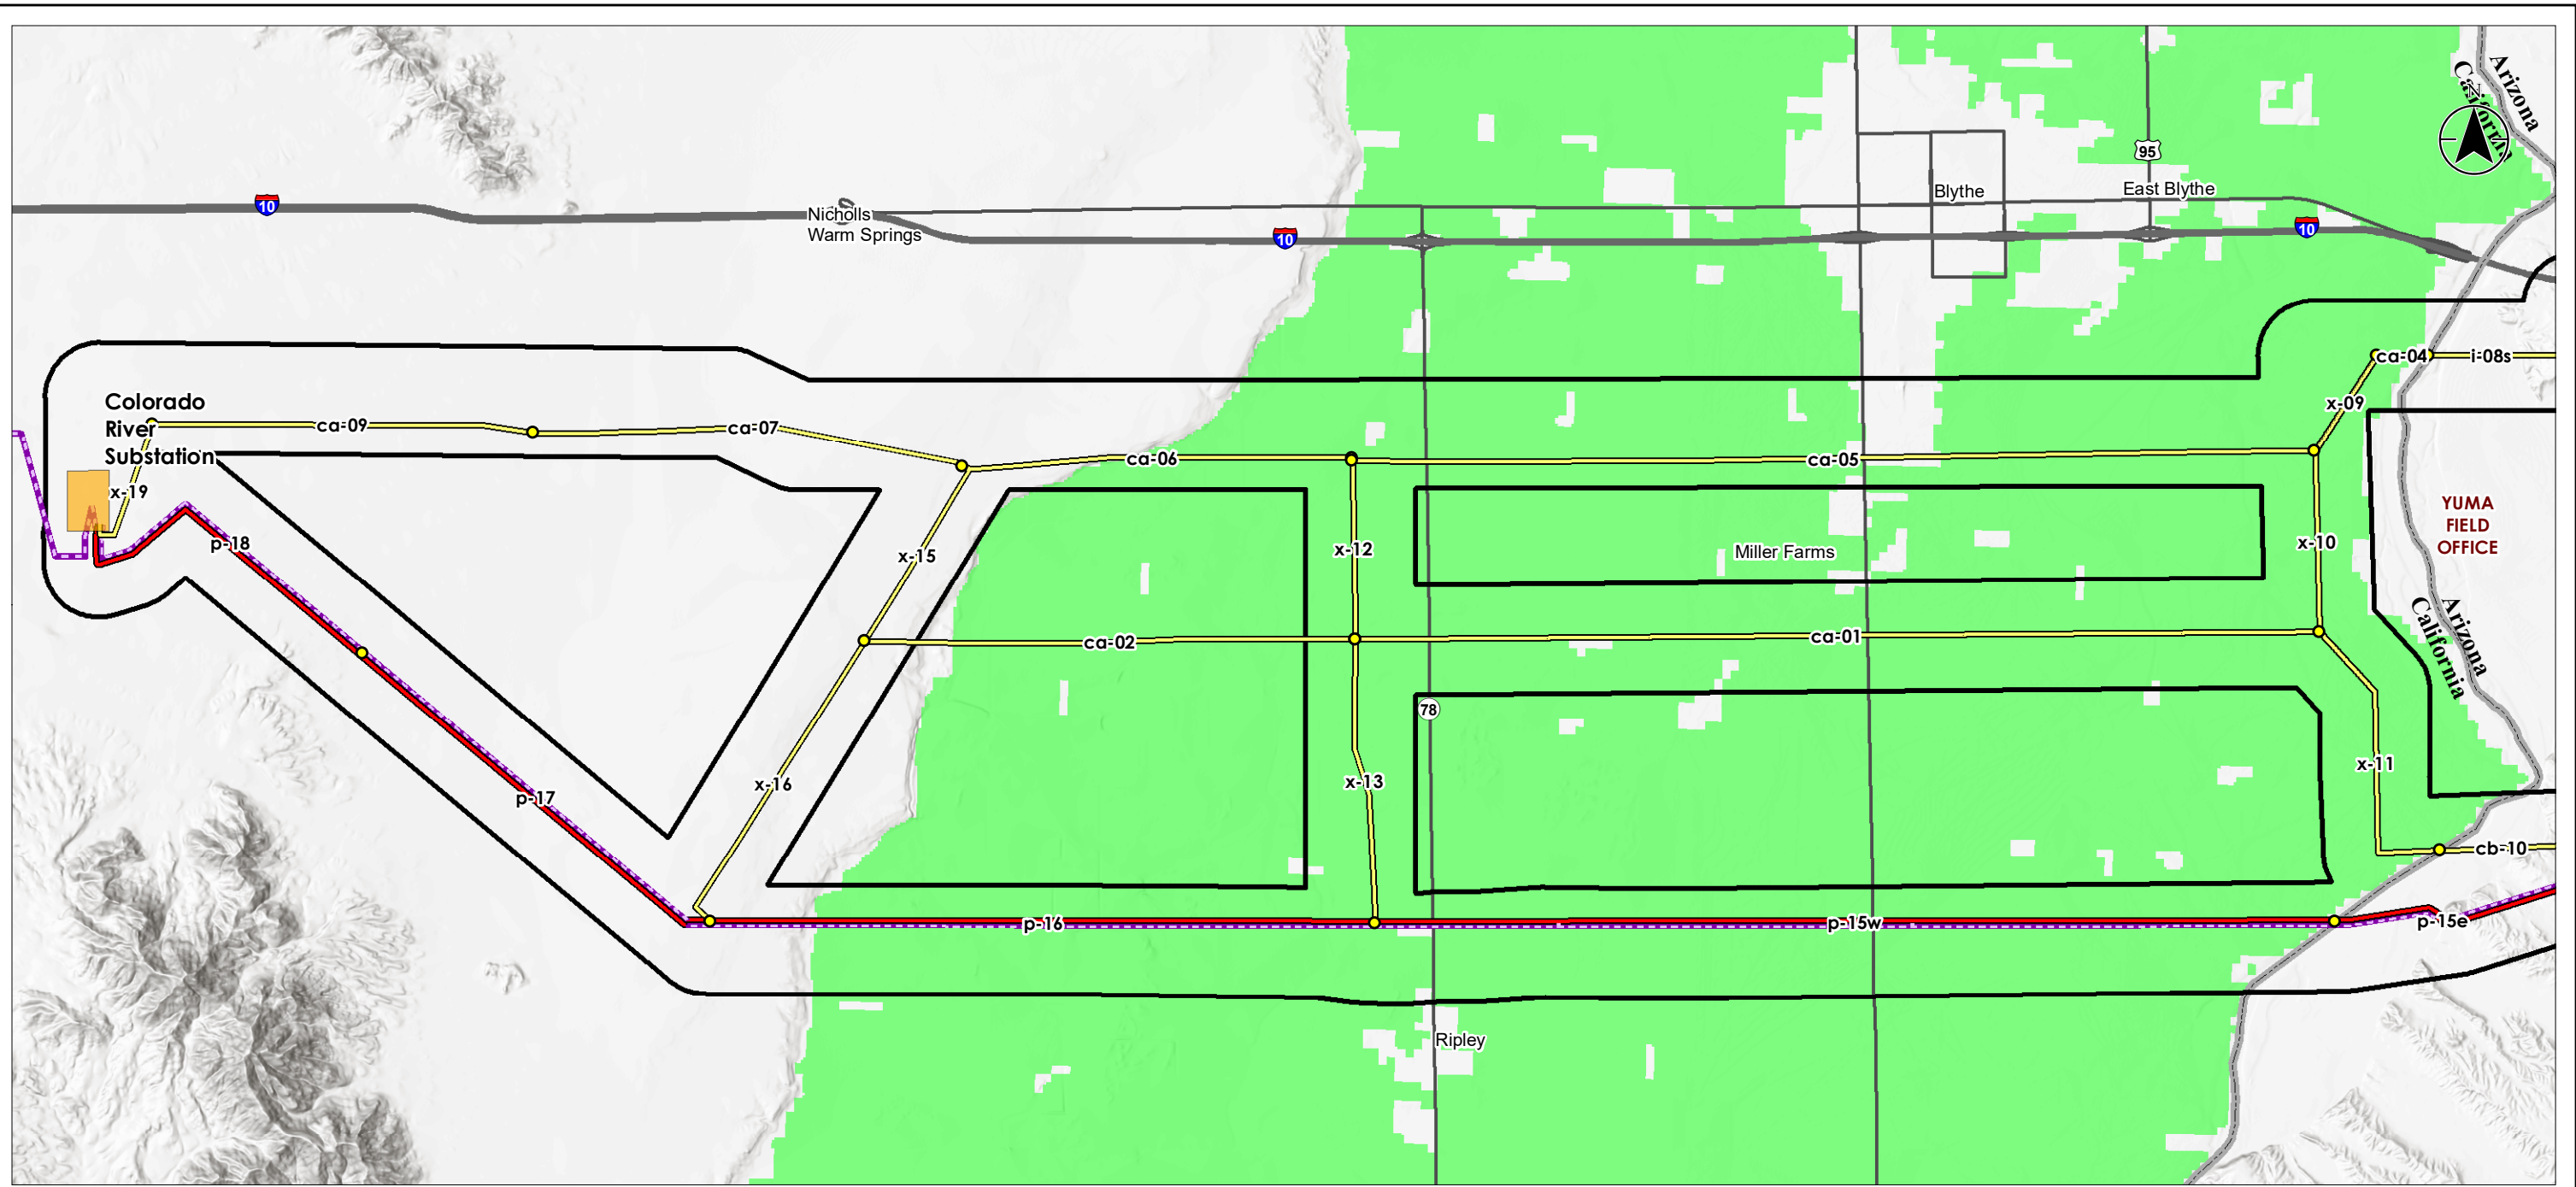 Arizona
California
N
95
10
Blythe
East Blythe
Nicholls
Warm Springs
10
10
ca-04
i-08s
Colorado
River
Substation
ca-09
ca-07
x-09
ca-06
ca-05
x-19
YUMA
FIELD
OFFICE
p-18
x-15
x-12
Miller Farms
x-10
ca-02
ca-01
Arizona
California
78
x-16
p-17
x-13
x-11
cb-10
p-16
p-15w
p-15e
Ripley